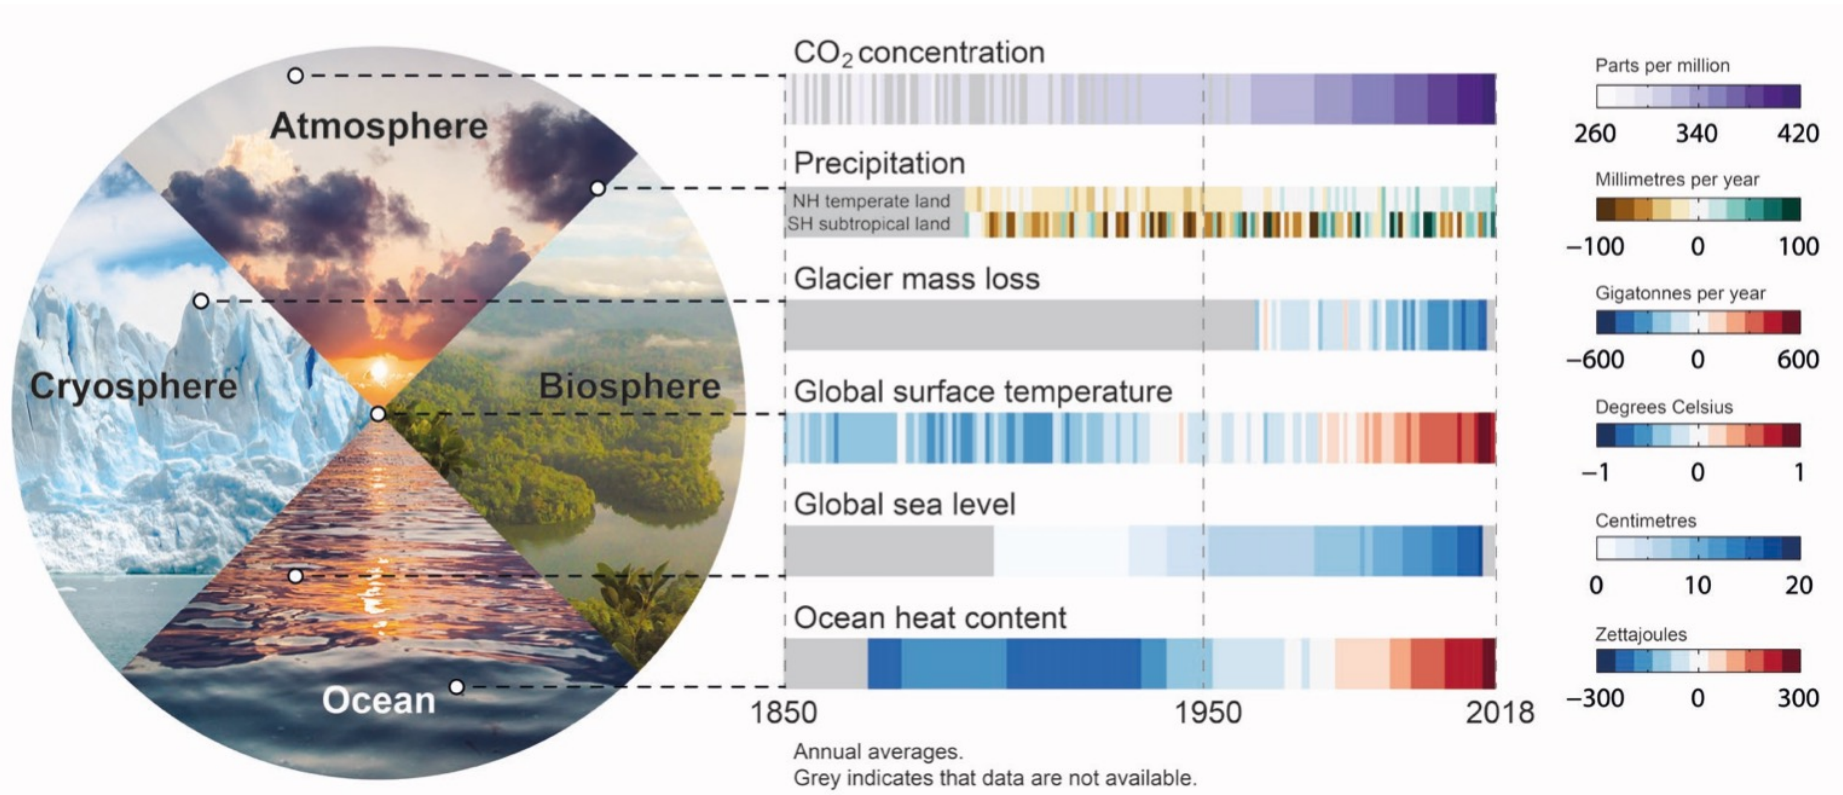 Atmosphere
Cryosphere
Biosphere
Ocean
CO₂ concentration
Precipitation
NH temperate land
SH subtropical land
Glacier mass loss
Global surface temperature
Global sea level
Ocean heat content
1850 1950 2018
Annual averages.
Grey indicates that data are not available.
Parts per million
260 340 420
Millimetres per year
−100 0 100
Gigatonnes per year
−600 0 600
Degrees Celsius
−1 0 1
Centimetres
0 10 20
Zettajoules
−300 0 300